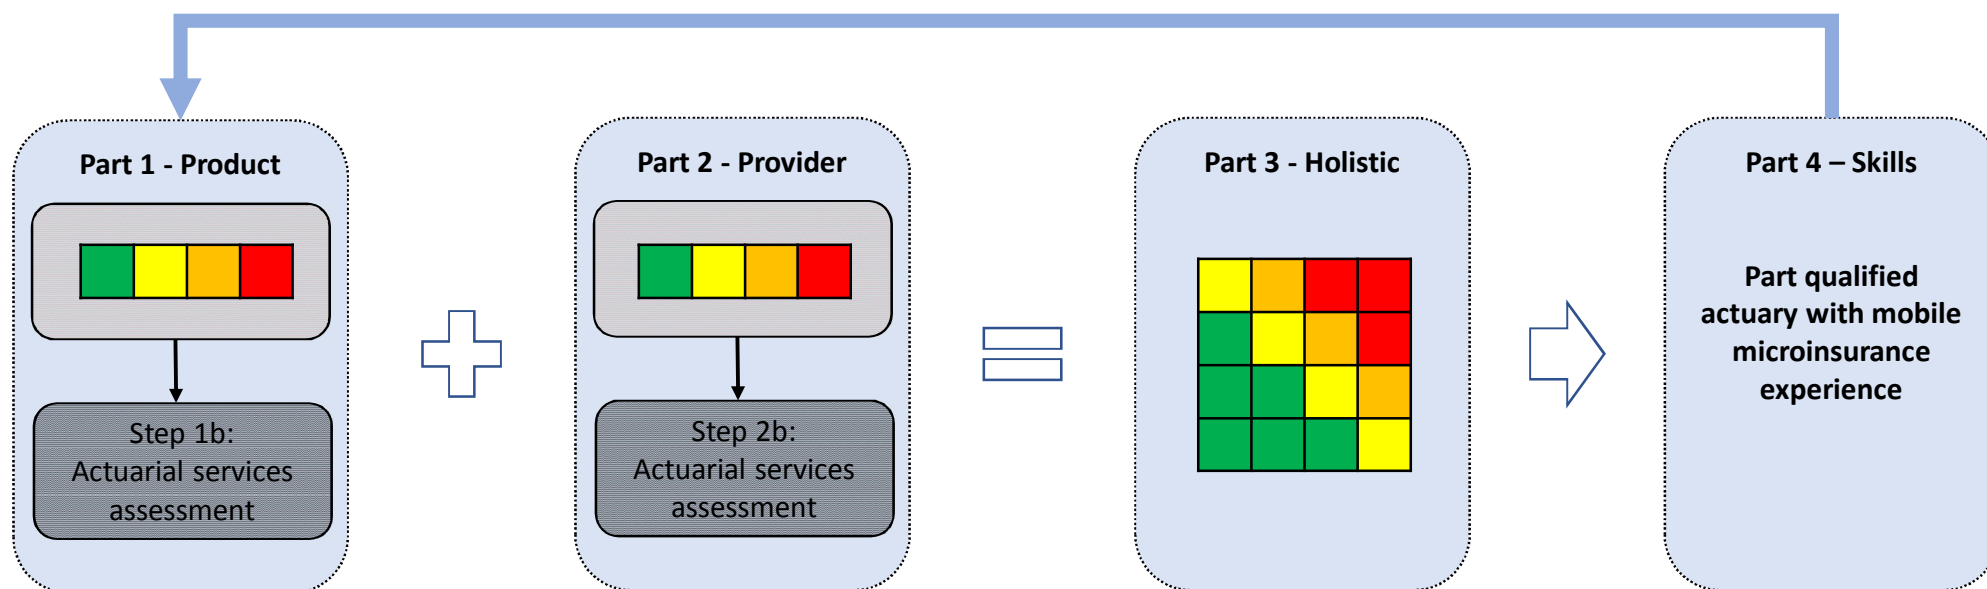 Part 1 - Product
Step 1b:
Actuarial services
assessment
Part 2 - Provider
Step 2b:
Actuarial services
assessment
Part 3 - Holistic
Part 4 – Skills
Part qualified
actuary with mobile
microinsurance
experience